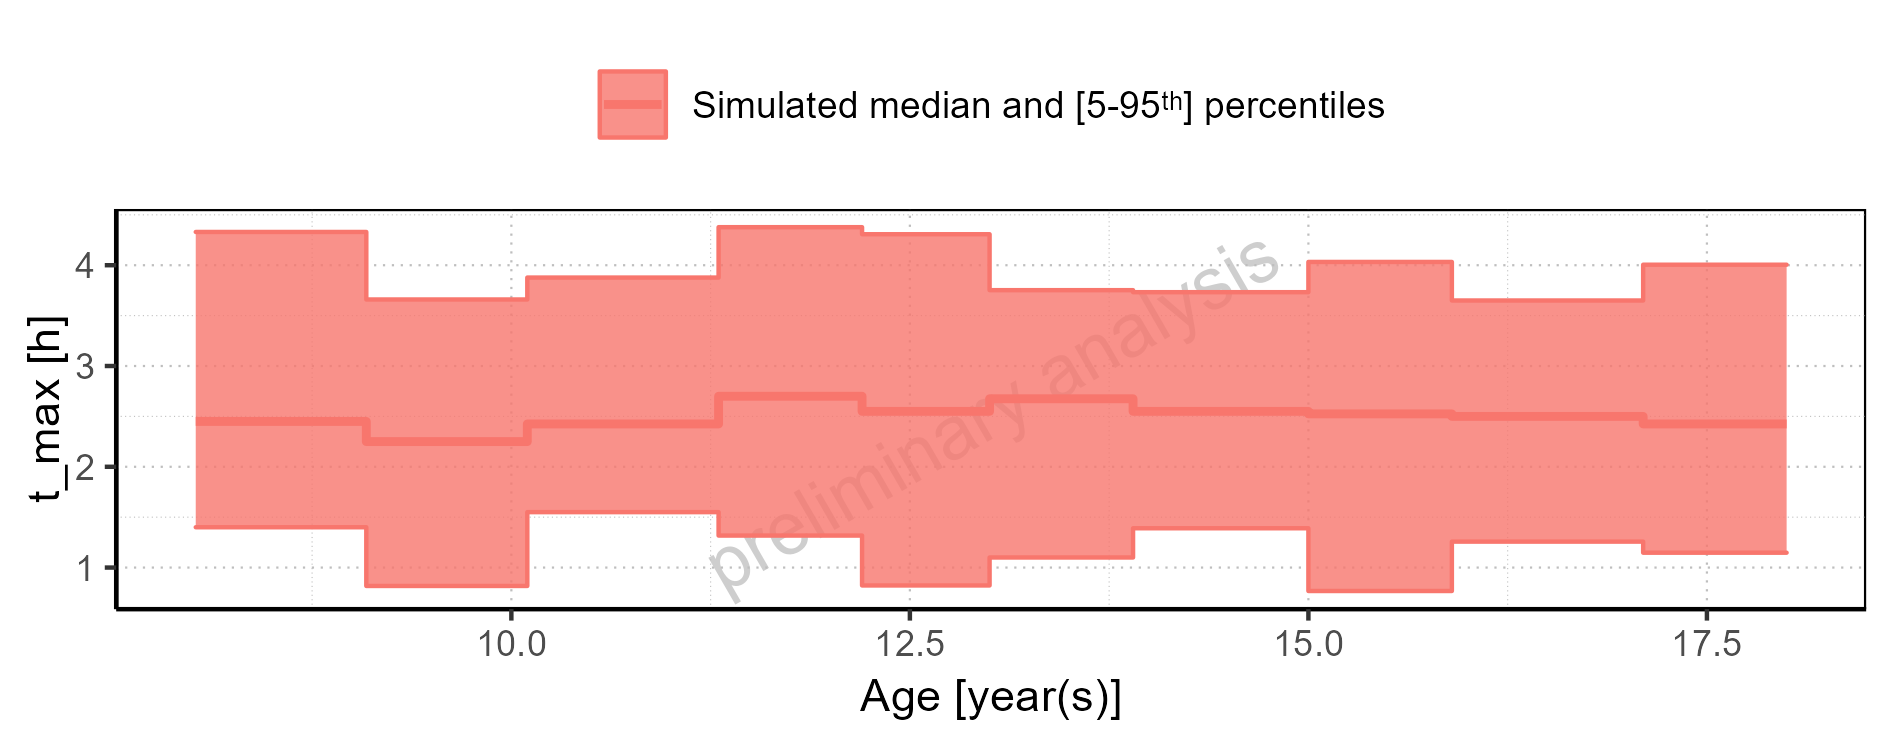 Simulated median and [5-95th] percentiles
t_max [h]
4
3
2
1
preliminary analysis
10.0 12.5 15.0 17.5
Age [year(s)]